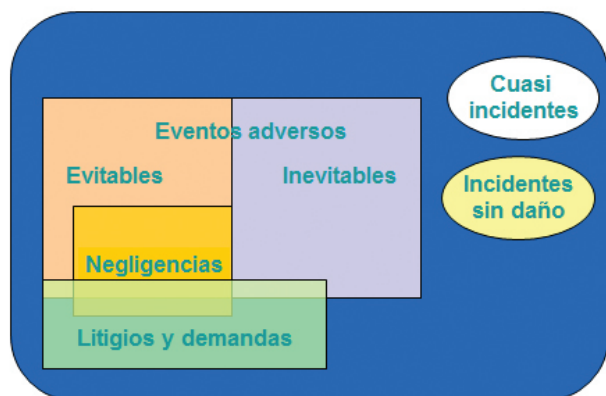 Cuasi
incidentes
Eventos adversos
Evitables
Inevitables
Incidentes
sin daño
Negligencias
Litigios y demandas